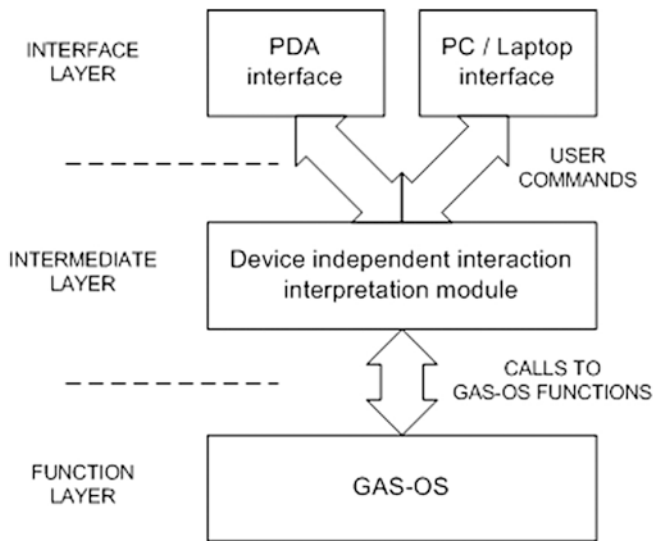 INTERFACE
LAYER
PDA
interface
PC / Laptop
interface
USER
COMMANDS
INTERMEDIATE
LAYER
Device independent interaction
interpretation module
CALLS TO
GAS-OS FUNCTIONS
FUNCTION
LAYER
GAS-OS